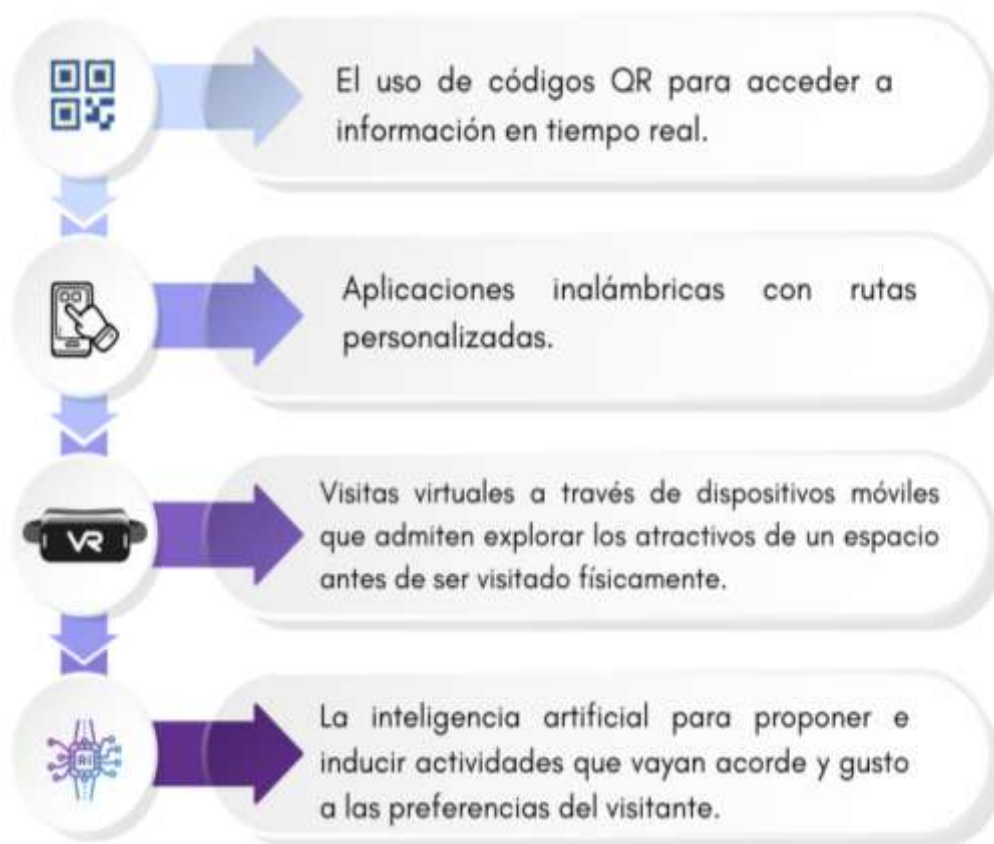 El uso de códigos QR para acceder a
información en tiempo real.
Aplicaciones inalámbricas con rutas
personalizadas.
VR
Visitas virtuales a través de dispositivos móviles
que admiten explorar los atractivos de un espacio
antes de ser visitado físicamente.
La inteligencia artificial para proponer e
inducir actividades que vayan acorde y gusto
a las preferencias del visitante.